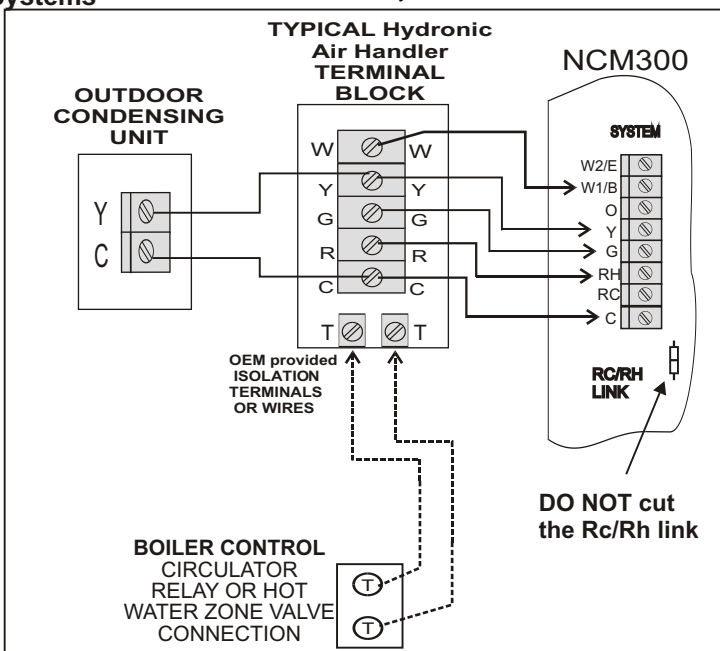 ystems
TYPICAL Hydronic
Air Handler
TERMINAL
BLOCK
NCM300
OUTDOOR
CONDENSING
UNIT
SYSTEM
W W
Y Y
G G
R R
C C
Y
C
W2/E
W1/B
O
Y
G
RH
RC
C
T T
OEM provided
ISOLATION
TERMINALS
OR WIRES
RC/RH
LINK
DO NOT cut
the Rc/Rh link
BOILER CONTROL
CIRCULATOR
RELAY OR HOT
WATER ZONE VALVE
CONNECTION
T
T